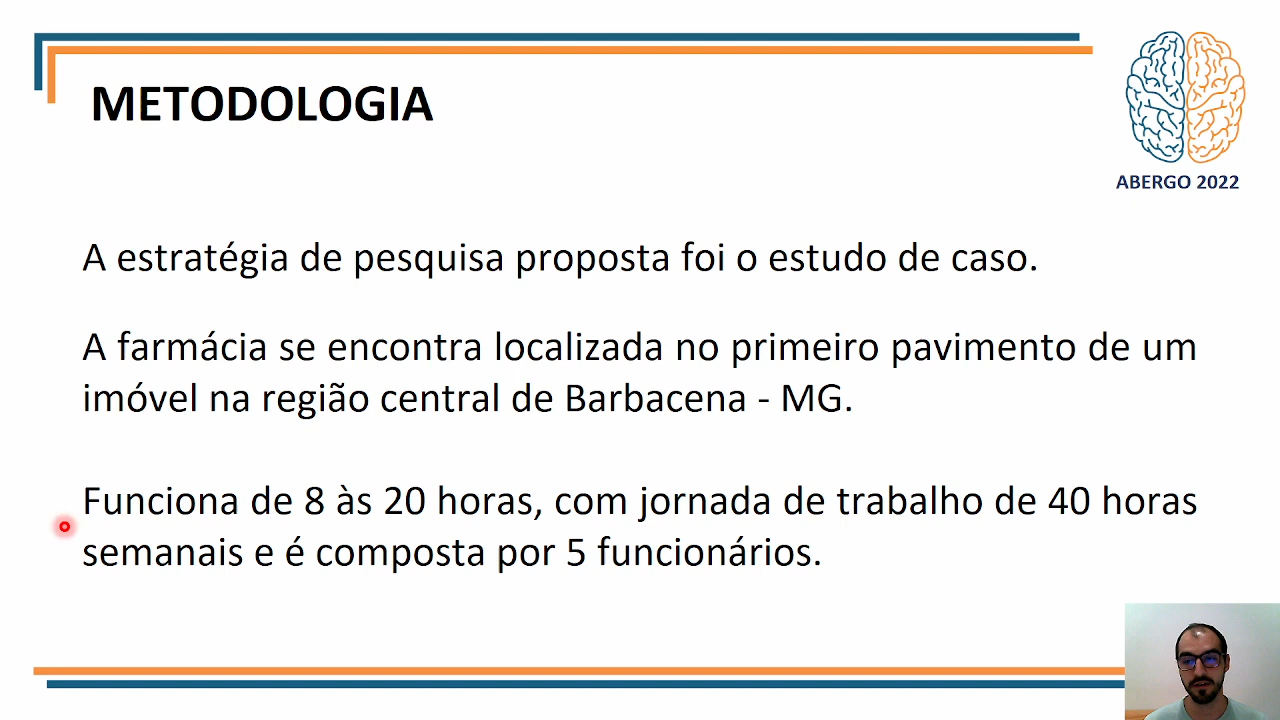 METODOLOGIA
ABERGO 2022
A estratégia de pesquisa proposta foi o estudo de caso.
A farmácia se encontra localizada no primeiro pavimento de um
imóvel na região central de Barbacena - MG.
Funciona de 8 às 20 horas, com jornada de trabalho de 40 horas
semanais e é composta por 5 funcionários.